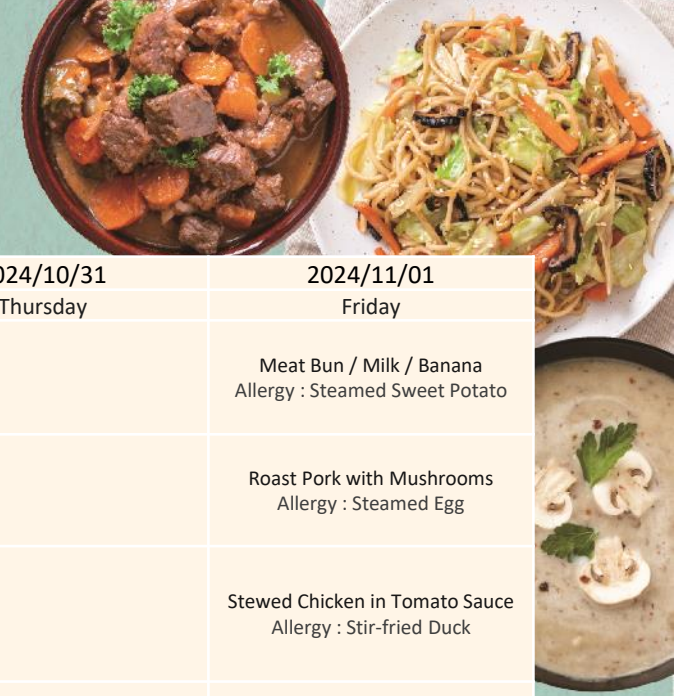 024/10/31
2024/11/01
Thursday
Friday
Meat Bun / Milk / Banana
Allergy : Steamed Sweet Potato
Roast Pork with Mushrooms
Allergy : Steamed Egg
Stewed Chicken in Tomato Sauce
Allergy : Stir-fried Duck